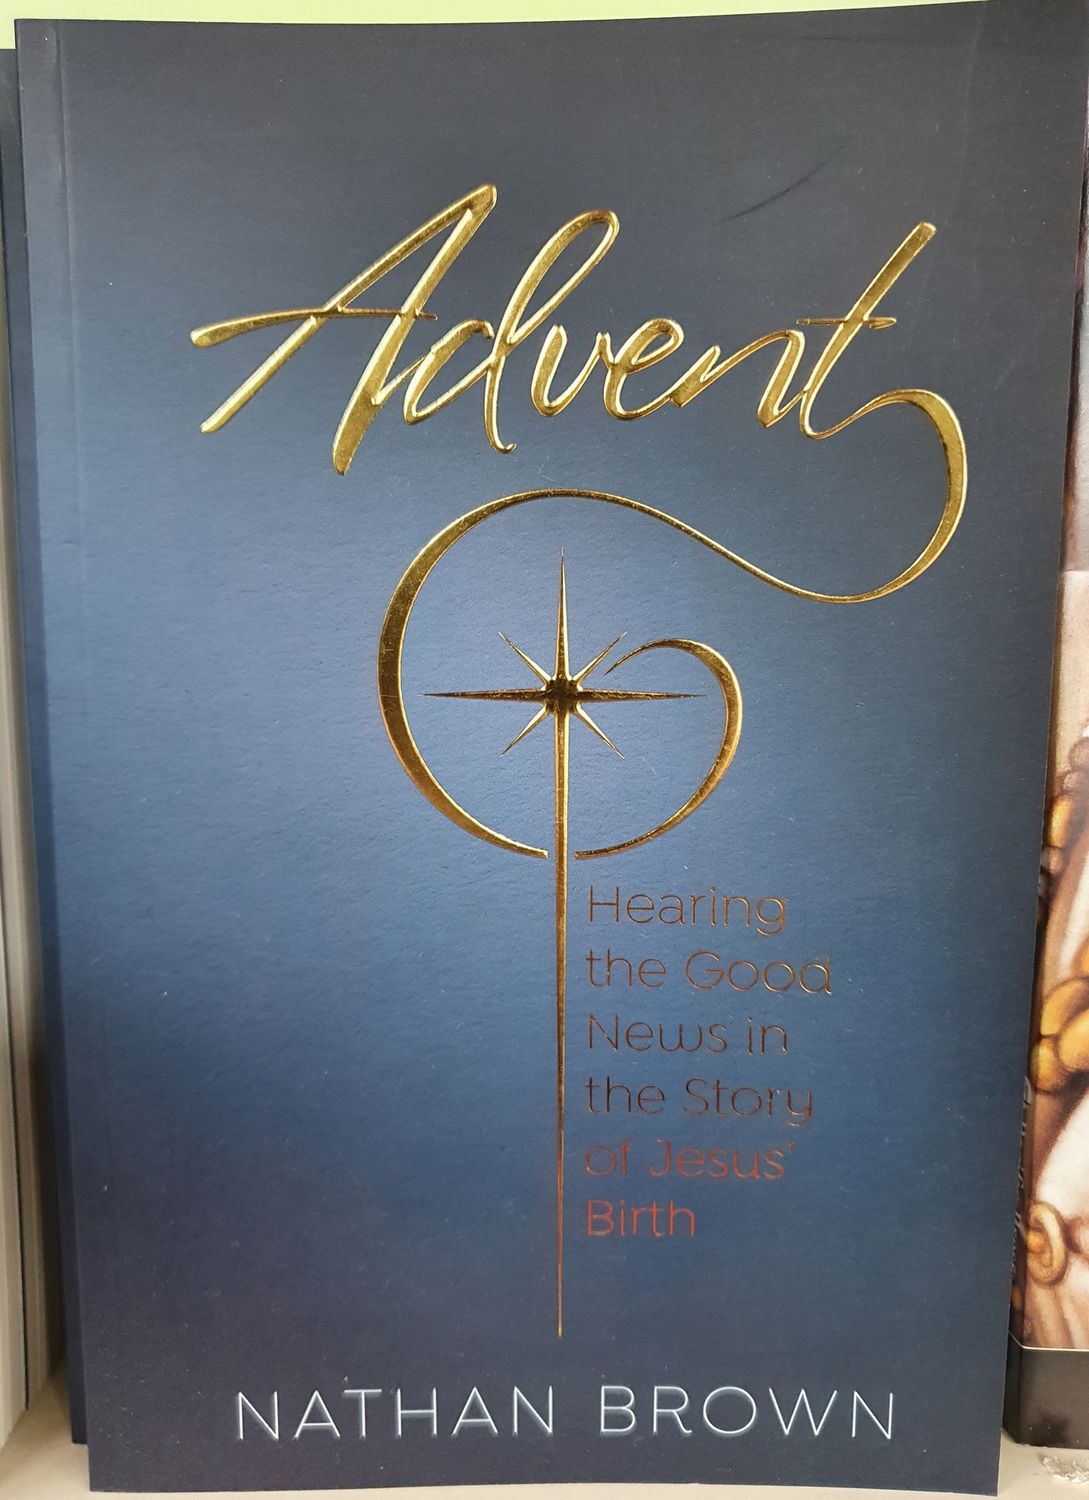 Advent
Hearing
the Good
News in
the Story
of Jesus'
Birth
NATHAN BROWN